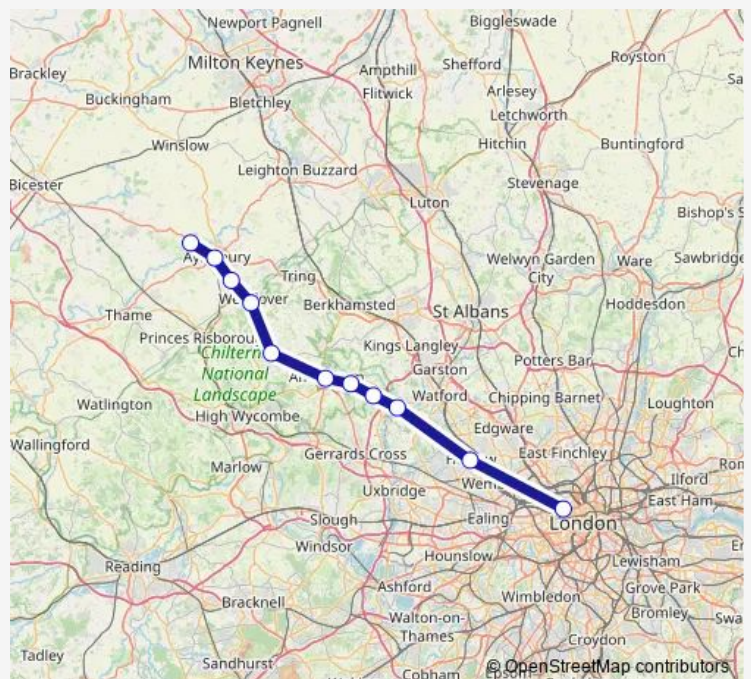 Newport Pagnell
Biggleswade
Brackley
Milton Keynes
Ampthill
Shefford
Royston
Flitwick
Buckingham
Bletchley
Arlesey
Letchworth
Winslow
Hitchin
Buntingford
Leighton Buzzard
Bicester
Stevenage
Luton
Bishop's S
Welwyn Garden
City
Ware
Sawbridge
Tring
Berkhamsted
Hoddesdon
Thame
St Albans
Princes Risborou
Kings Langley
Chiltern
National
Landscape
Garston
Potters Bar
Watford
Chipping Barnet
Loughton
Watlington
High Wycombe
Edgware
Wallingford
Gerrards Cross
East Finchley
Marlow
Uxbridge
Ilford
East Ham
Slough
Ealing
London
Windsor
Hounslow
Lewisham
Reading
Ashford
Grove Park
Bracknell
Wimbledon
Bromley
Walton-on-
Thames
Croydon
Tadley
Sandhurst
Cobham
© OpenStreetMap contributors